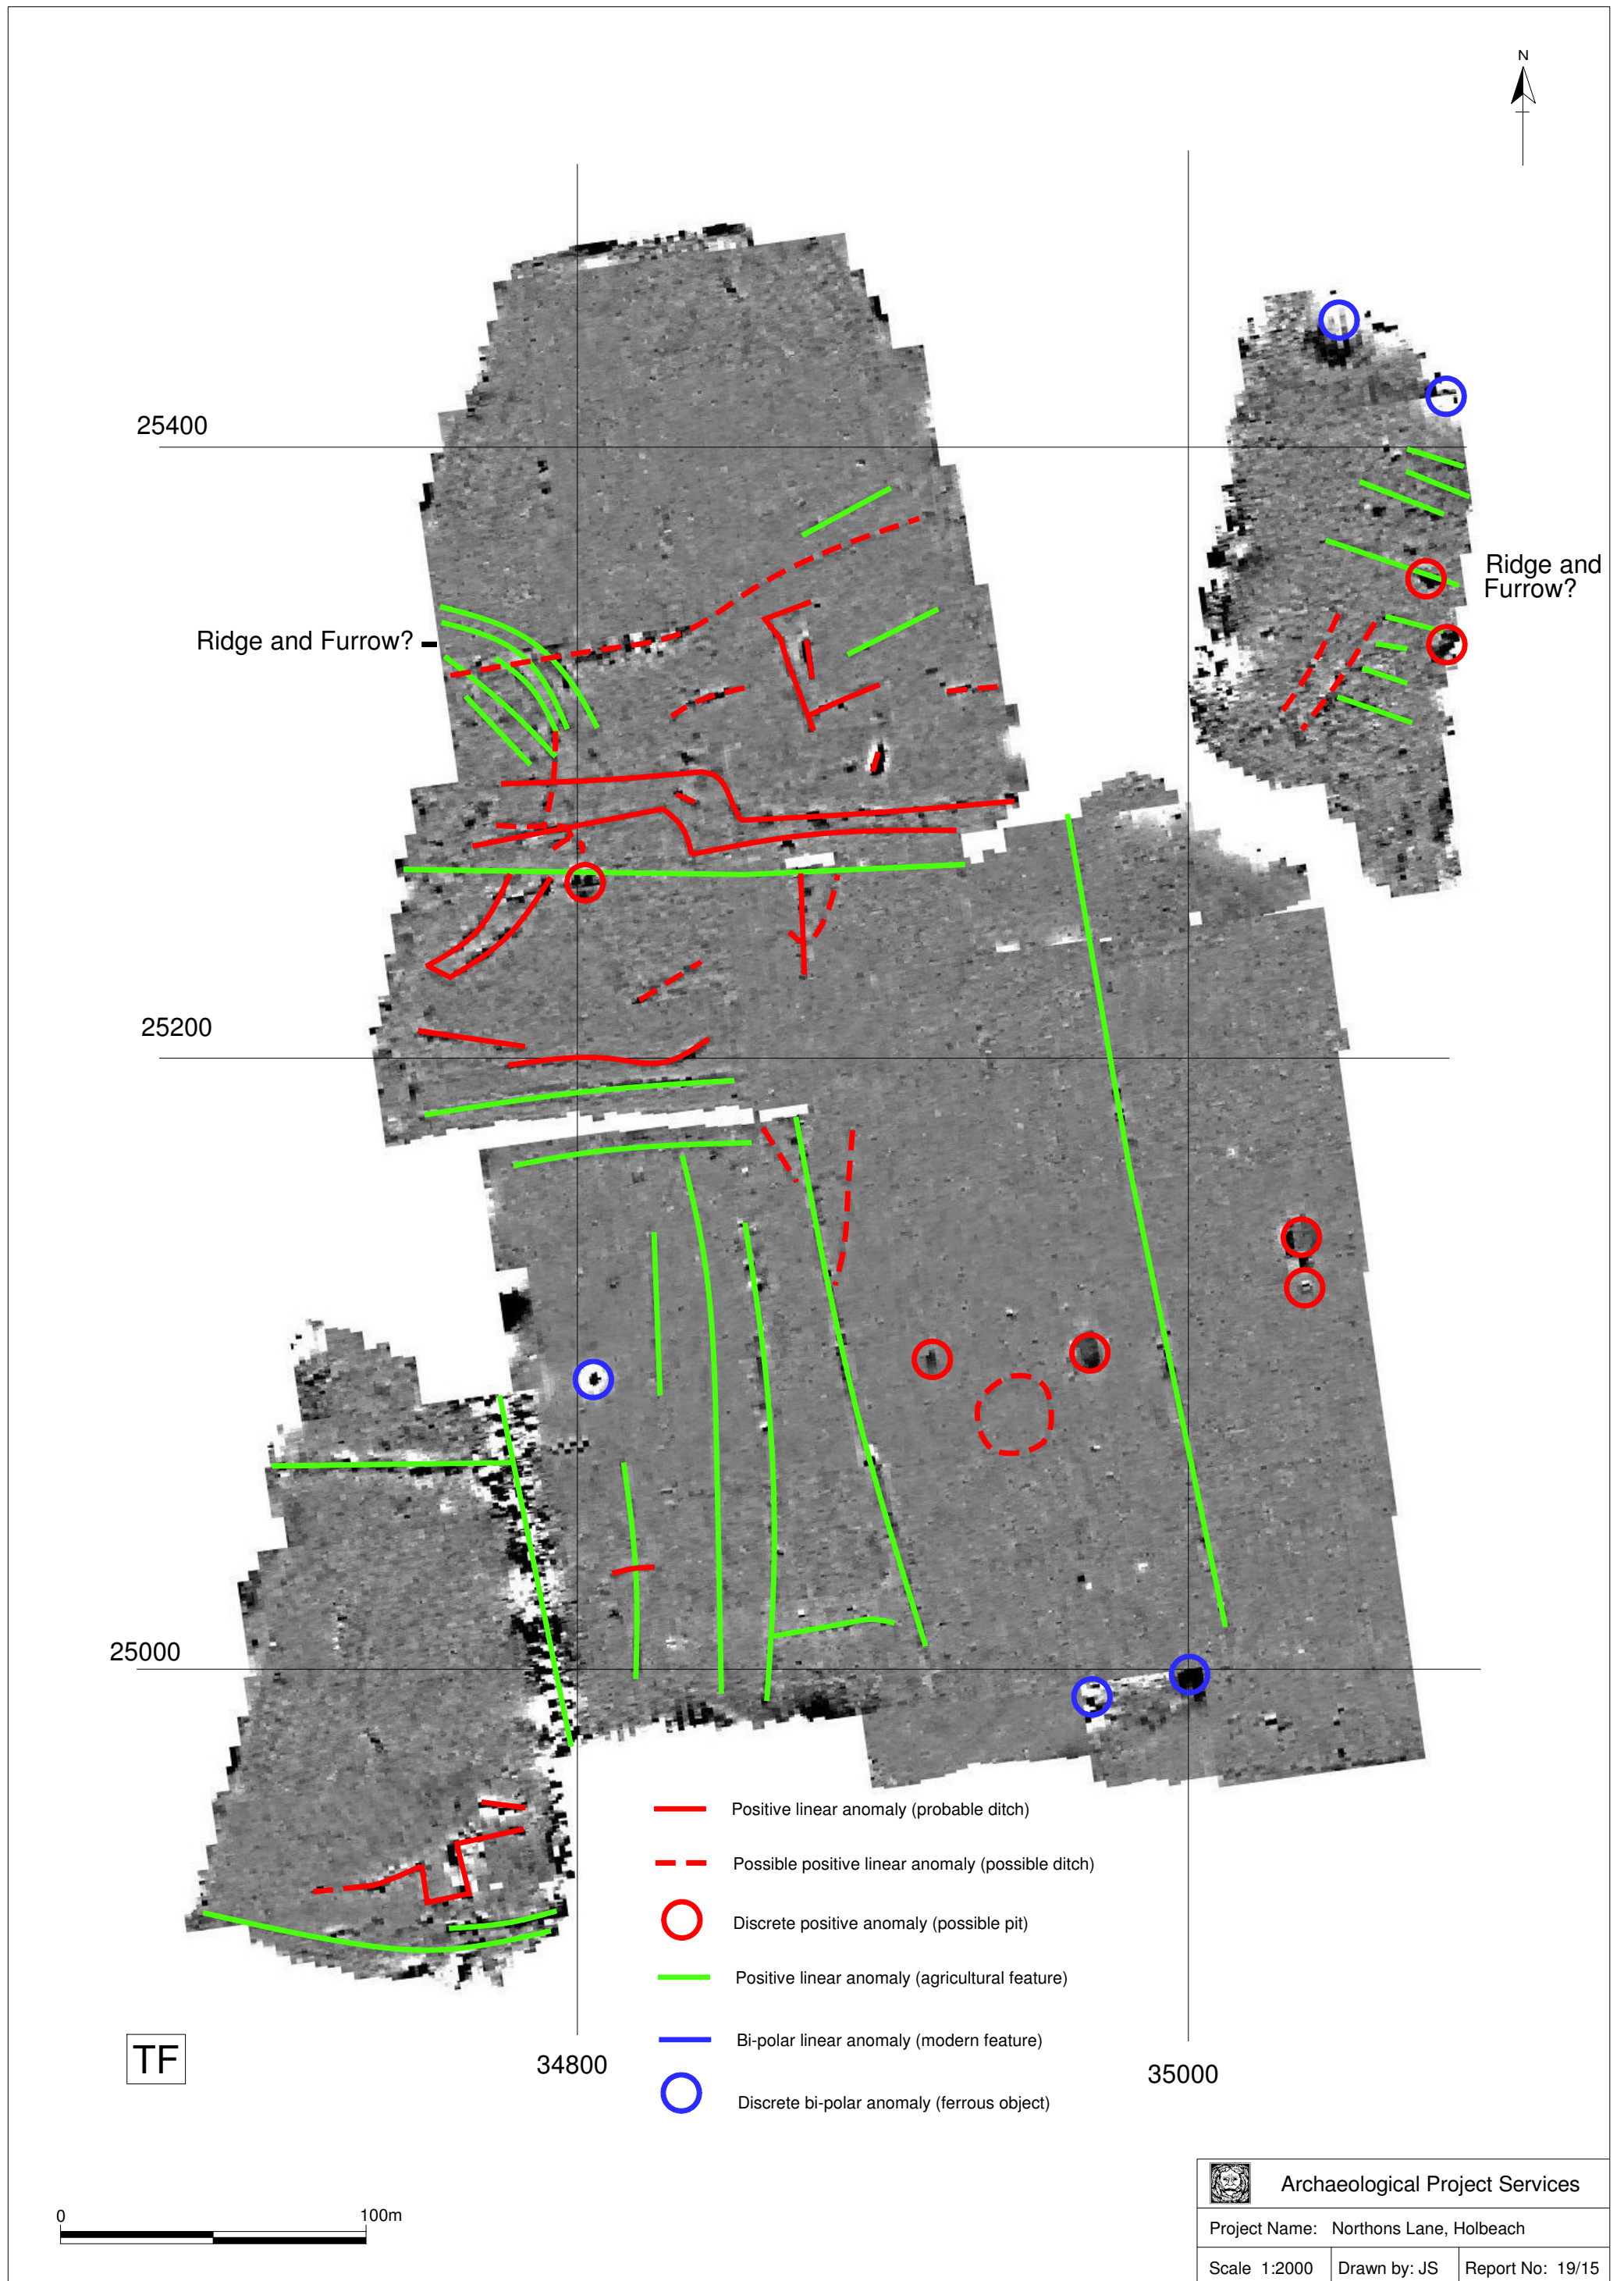 N
25400
Ridge and
Furrow?
Ridge and Furrow?
25200
25000
Positive linear anomaly (probable ditch)
Possible positive linear anomaly (possible ditch)
Discrete positive anomaly (possible pit)
Positive linear anomaly (agricultural feature)
Bi-polar linear anomaly (modern feature)
Discrete bi-polar anomaly (ferrous object)
TF
34800
35000
0 100m
Archaeological Project Services
Project Name: Northons Lane, Holbeach
Scale 1:2000 Drawn by: JS Report No: 19/15